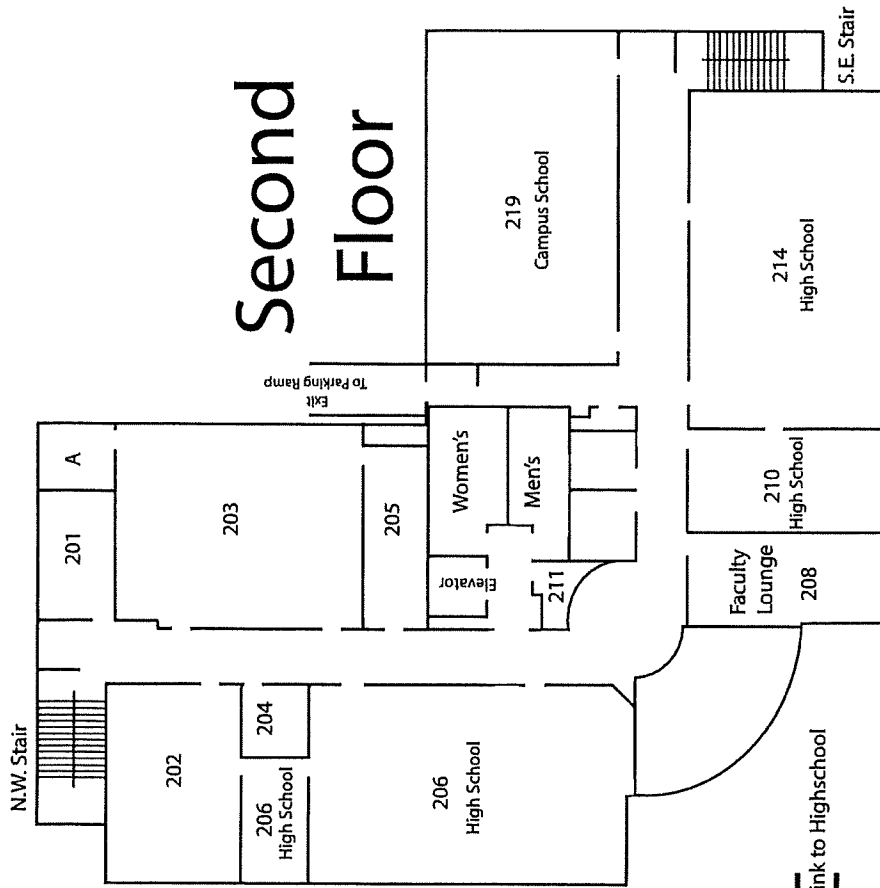 Second
Floor
N.W. Stair
A
201
203
205
202
204
206
High School
206
High School
Exit
To Parking Ramp
Women's
Men's
Elevator
211
219
Campus School
S.E. Stair
214
High School
210
High School
Faculty
Lounge
208
ink to Highschool